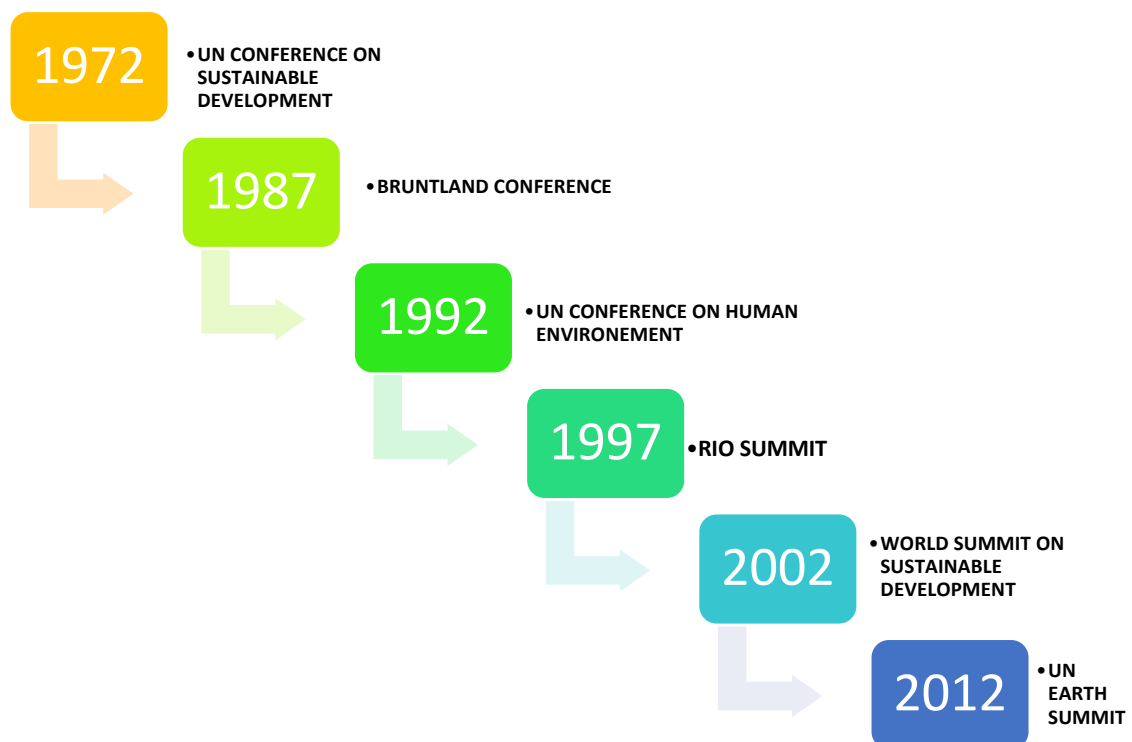 1972
•UN CONFERENCE ON
SUSTAINABLE
DEVELOPMENT
1987
•BRUNTLAND CONFERENCE
1992
•UN CONFERENCE ON HUMAN
ENVIRONEMENT
1997
•RIO SUMMIT
2002
•WORLD SUMMIT ON
SUSTAINABLE
DEVELOPMENT
2012
•UN
EARTH
SUMMIT